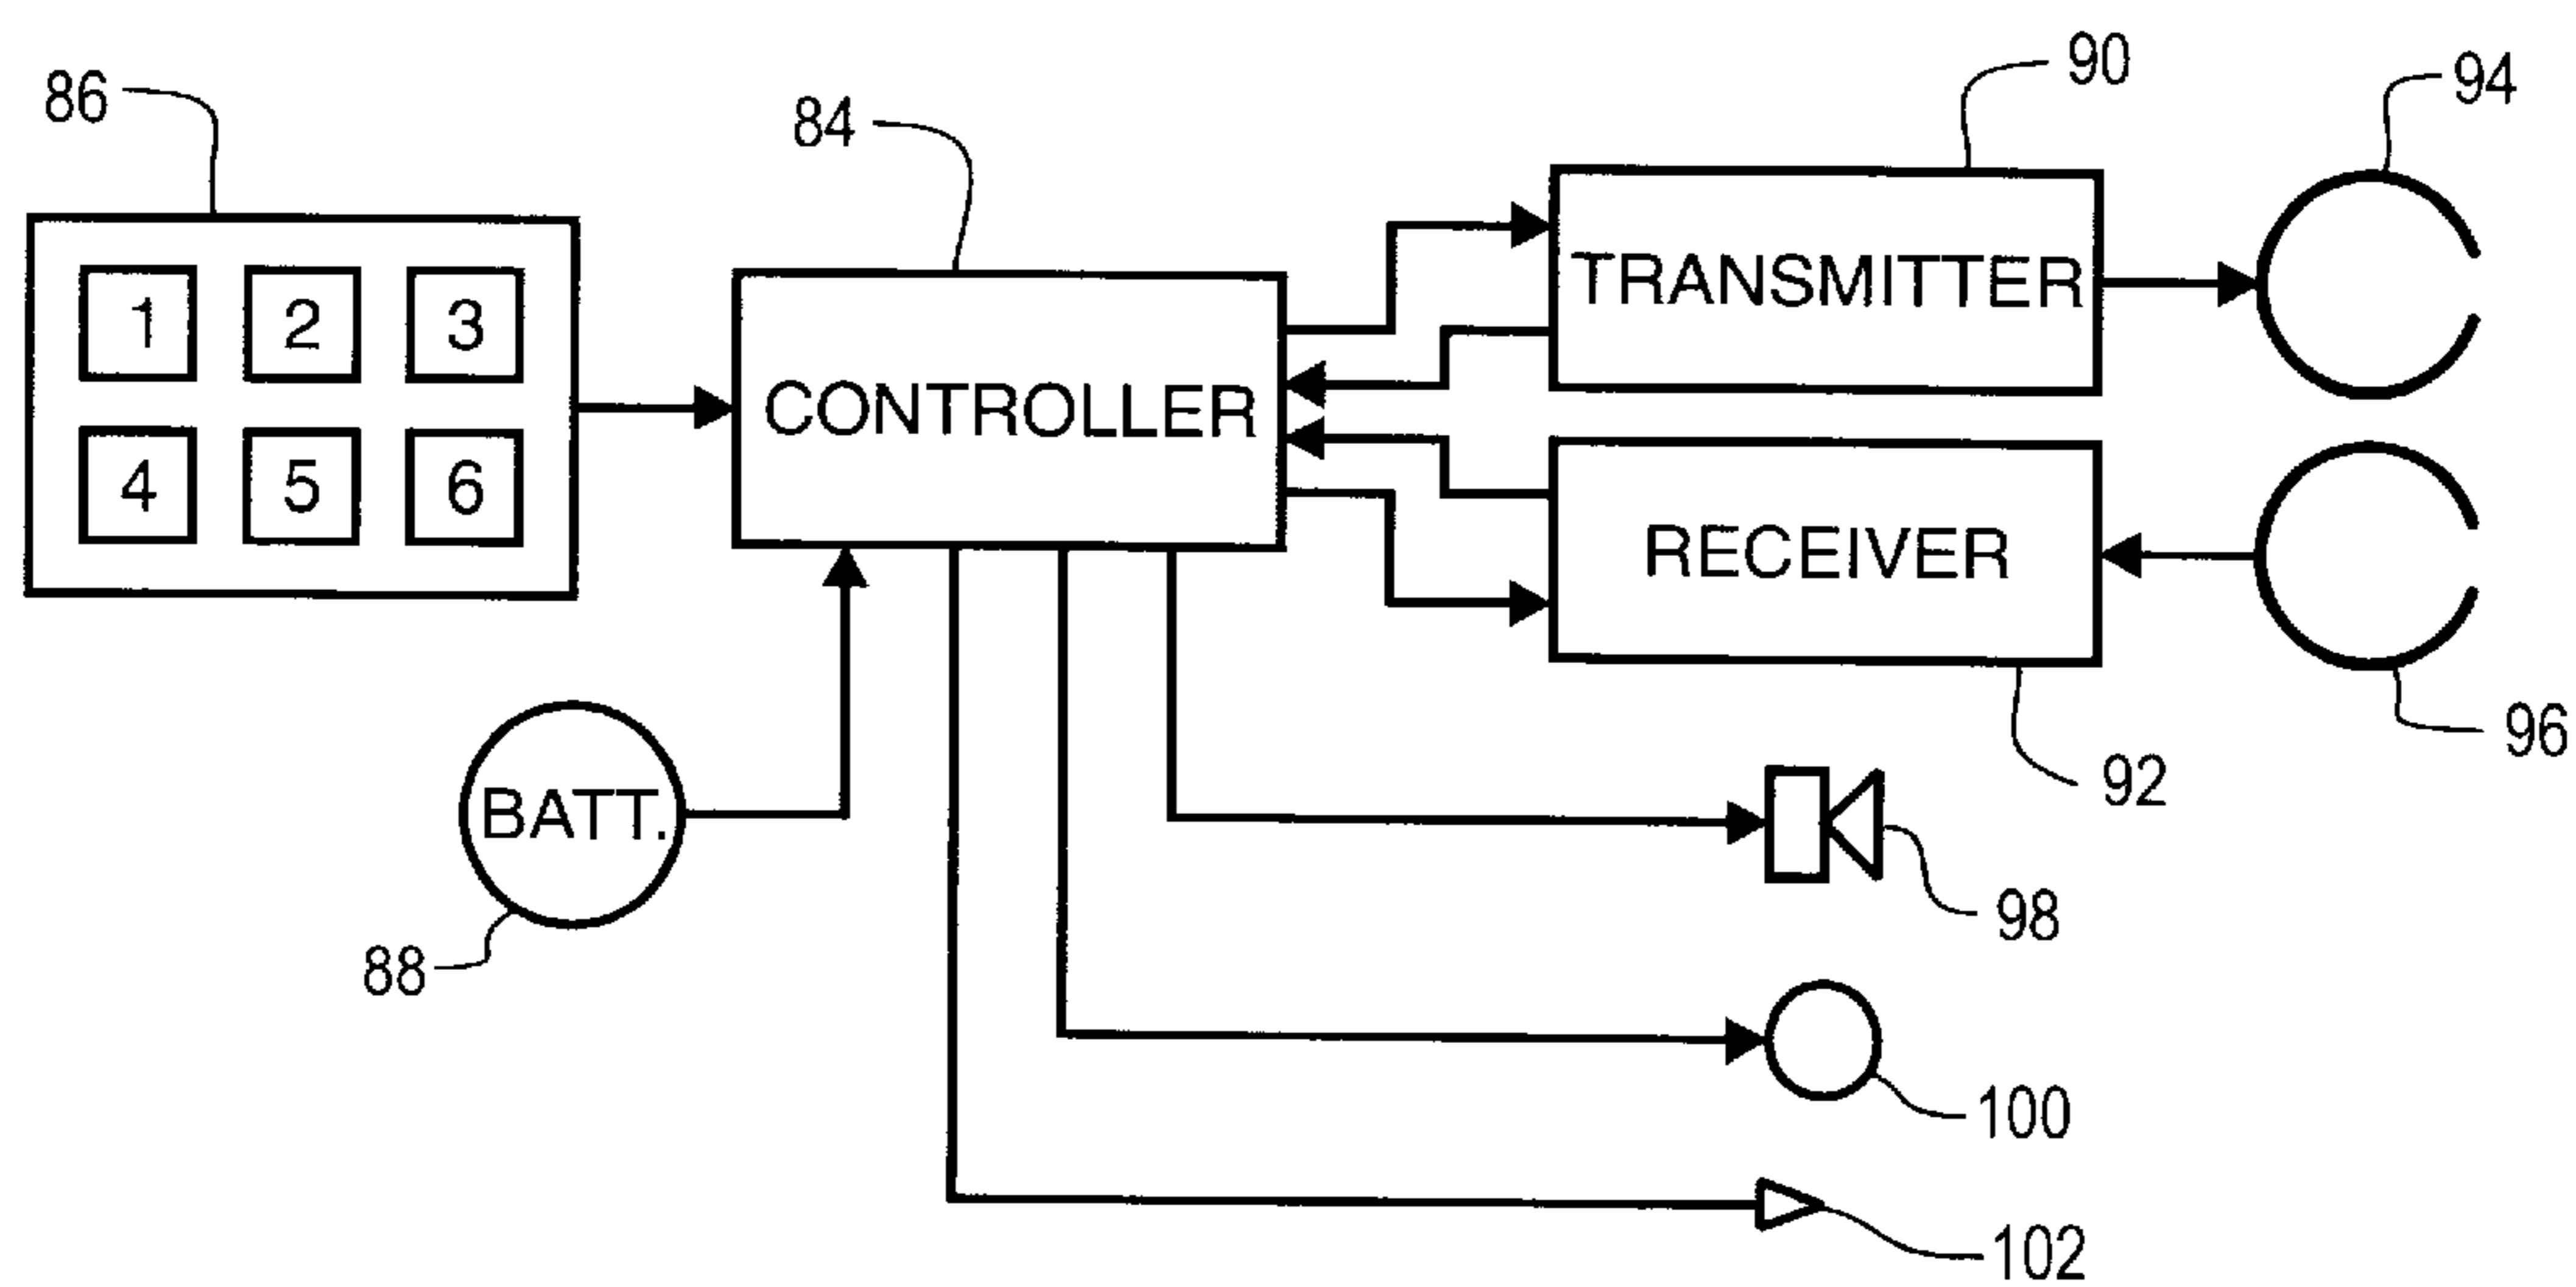 86
84
90
94
1 2 3
4 5 6
CONTROLLER
TRANSMITTER
RECEIVER
BATT.
88
92
96
98
100
102